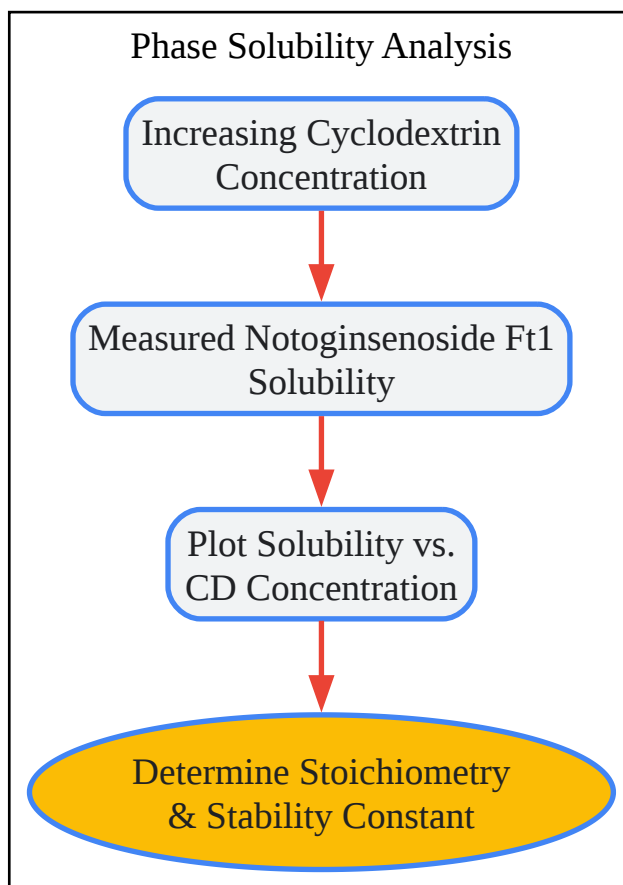 Phase Solubility Analysis
Increasing Cyclodextrin
Concentration
Measured Notoginsenoside Ft1
Solubility
Plot Solubility vs.
CD Concentration
Determine Stoichiometry
& Stability Constant